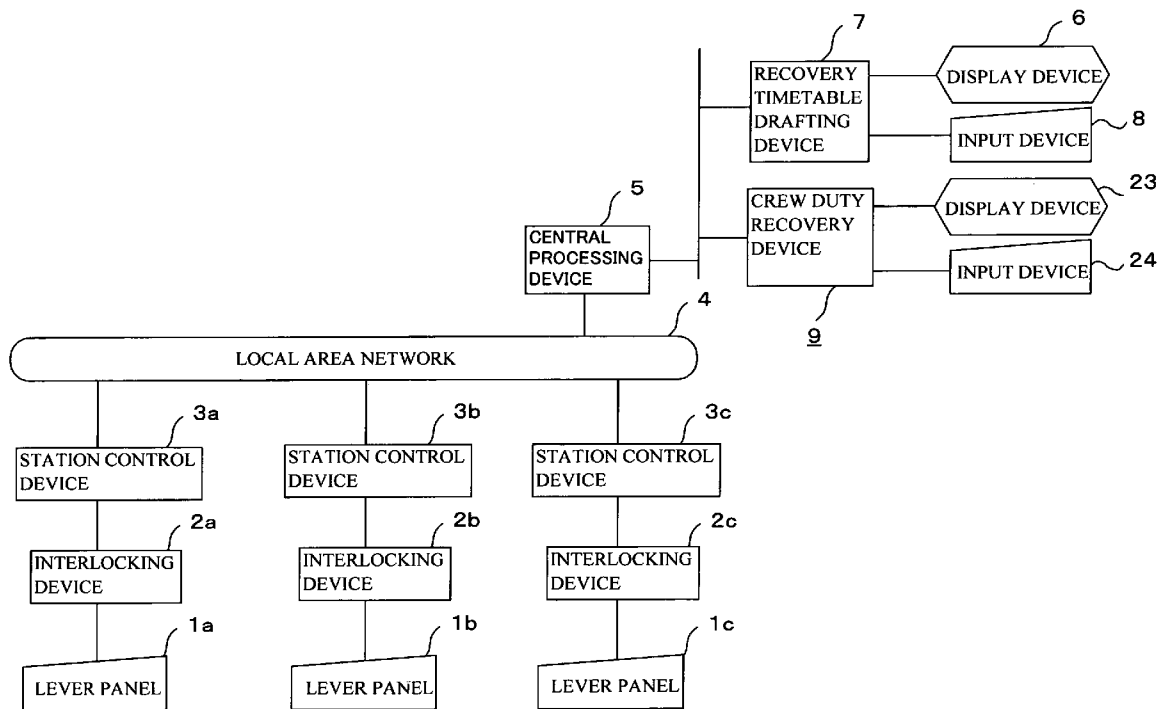 7
6
RECOVERY
TIMETABLE
DRAFTING
DEVICE
DISPLAY DEVICE
8
INPUT DEVICE
5
CENTRAL
PROCESSING
DEVICE
CREW DUTY
RECOVERY
DEVICE
23
DISPLAY DEVICE
INPUT DEVICE
24
9
4
LOCAL AREA NETWORK
3a
3b
3c
STATION CONTROL
DEVICE
STATION CONTROL
DEVICE
STATION CONTROL
DEVICE
2a
2b
2c
INTERLOCKING
DEVICE
INTERLOCKING
DEVICE
INTERLOCKING
DEVICE
1a
1b
1c
LEVER PANEL
LEVER PANEL
LEVER PANEL